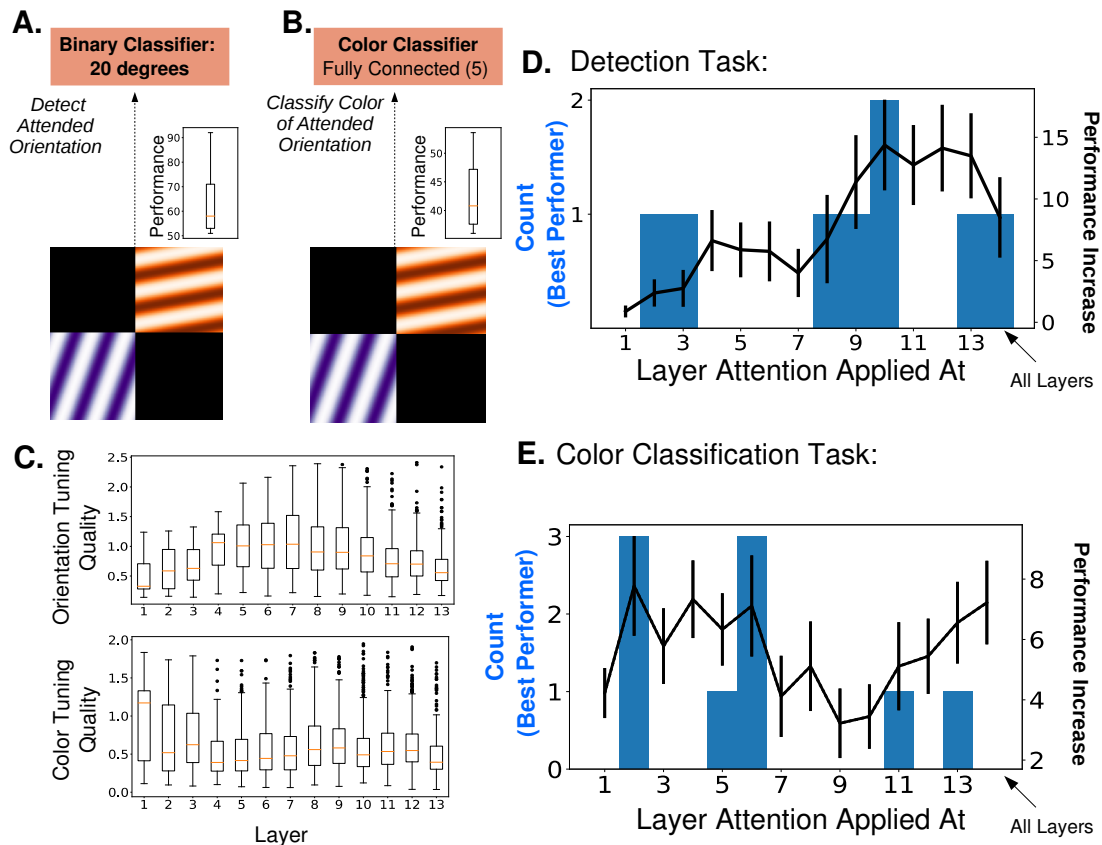 A.
Binary Classifier:
20 degrees
Detect
Attended
Orientation
Performance
90
80
70
60
50
B.
Color Classifier
Fully Connected (5)
Classify Color
of Attended
Orientation
Performance
50
45
40
C.
Orientation Tuning
Quality
2.5
2.0
1.5
1.0
0.5
1 2 3 4 5 6 7 8 9 10 11 12 13
Color Tuning
Quality
2.0
1.5
1.0
0.5
0.0
1 2 3 4 5 6 7 8 9 10 11 12 13
Layer
D. Detection Task:
Count
(Best Performer)
2
1
Performance Increase
15
10
5
0
1 3 5 7 9 11 13
Layer Attention Applied At
All Layers
E. Color Classification Task:
Count
(Best Performer)
3
2
1
0
Performance Increase
8
6
4
2
1 3 5 7 9 11 13
Layer Attention Applied At
All Layers